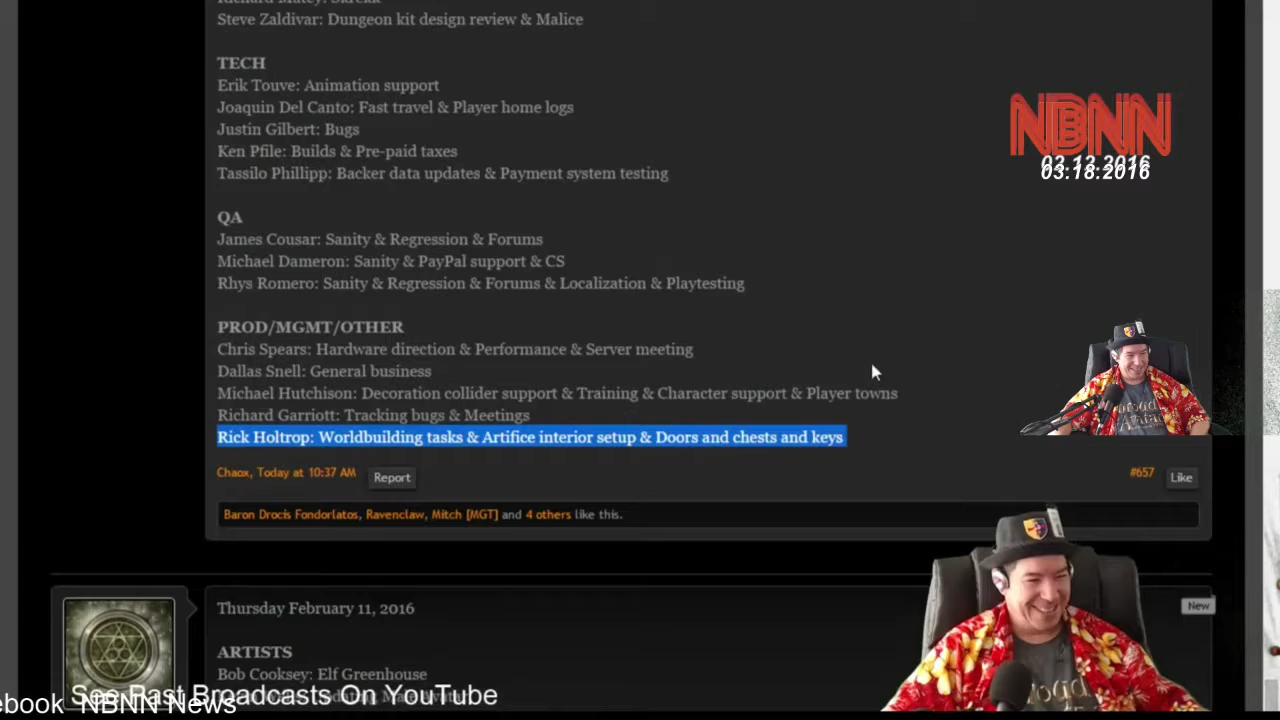 Steve Zaldivar: Dungeon kit design review & Malice
TECH
Erik Touve: Animation support
Joaquin Del Canto: Fast travel & Player home logs
Justin Gilbert: Bugs
Ken Pfile: Builds & Pre-paid taxes
Tassilo Phillipp: Backer data updates & Payment system testing
QA
James Cousar: Sanity & Regression & Forums
Michael Dameron: Sanity & PayPal support & CS
Rhys Romero: Sanity & Regression & Forums & Localization & Playtesting
PROD/MGMT/OTHER
Chris Spears: Hardware direction & Performance & Server meeting
Dallas Snell: General business
Michael Hutchison: Decoration collider support & Training & Character support & Player towns
Richard Garriott: Tracking bugs & Meetings
Rick Holtrop: Worldbuilding tasks & Artifice interior setup & Doors and chests and keys
Chaox, Today at 10:37 AM Report #657 Like
Baron Drocis Fondorlatos, Ravenclaw, Mitch [MGT] and 4 others like this.
NBNN
03.13.2016
03:18:2016
Thursday February 11, 2016
New
ARTISTS
Bob Cooksey: Elf Greenhouse
See Past Broadcasts On YouTube
ebook NBNN News